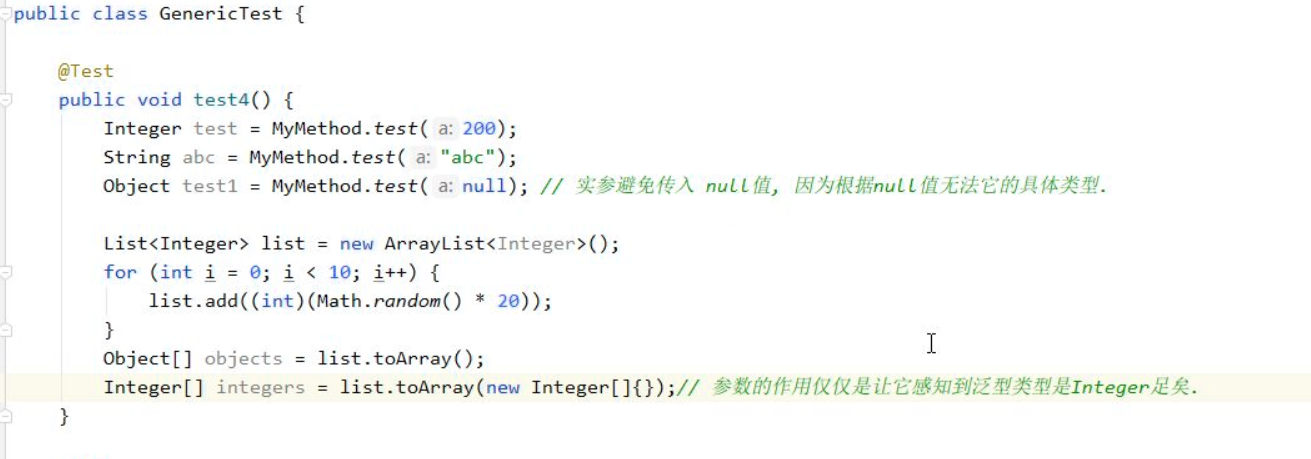 public class GenericTest {
@Test
public void test4() {
Integer test = MyMethod.test( a: 200);
String abc = MyMethod.test( a: "abc");
Object test1 = MyMethod.test( a: null); // 实参避免传入 null值, 因为根据null值无法它的具体类型.
List<Integer> list = new ArrayList<Integer>();
for (int i = 0; i < 10; i++) {
list.add((int)(Math.random() * 20));
}
Object[] objects = list.toArray();
Integer[] integers = list.toArray(new Integer[]{});// 参数的作用仅仅是让它感知到泛型类型是Integer足矣.
}